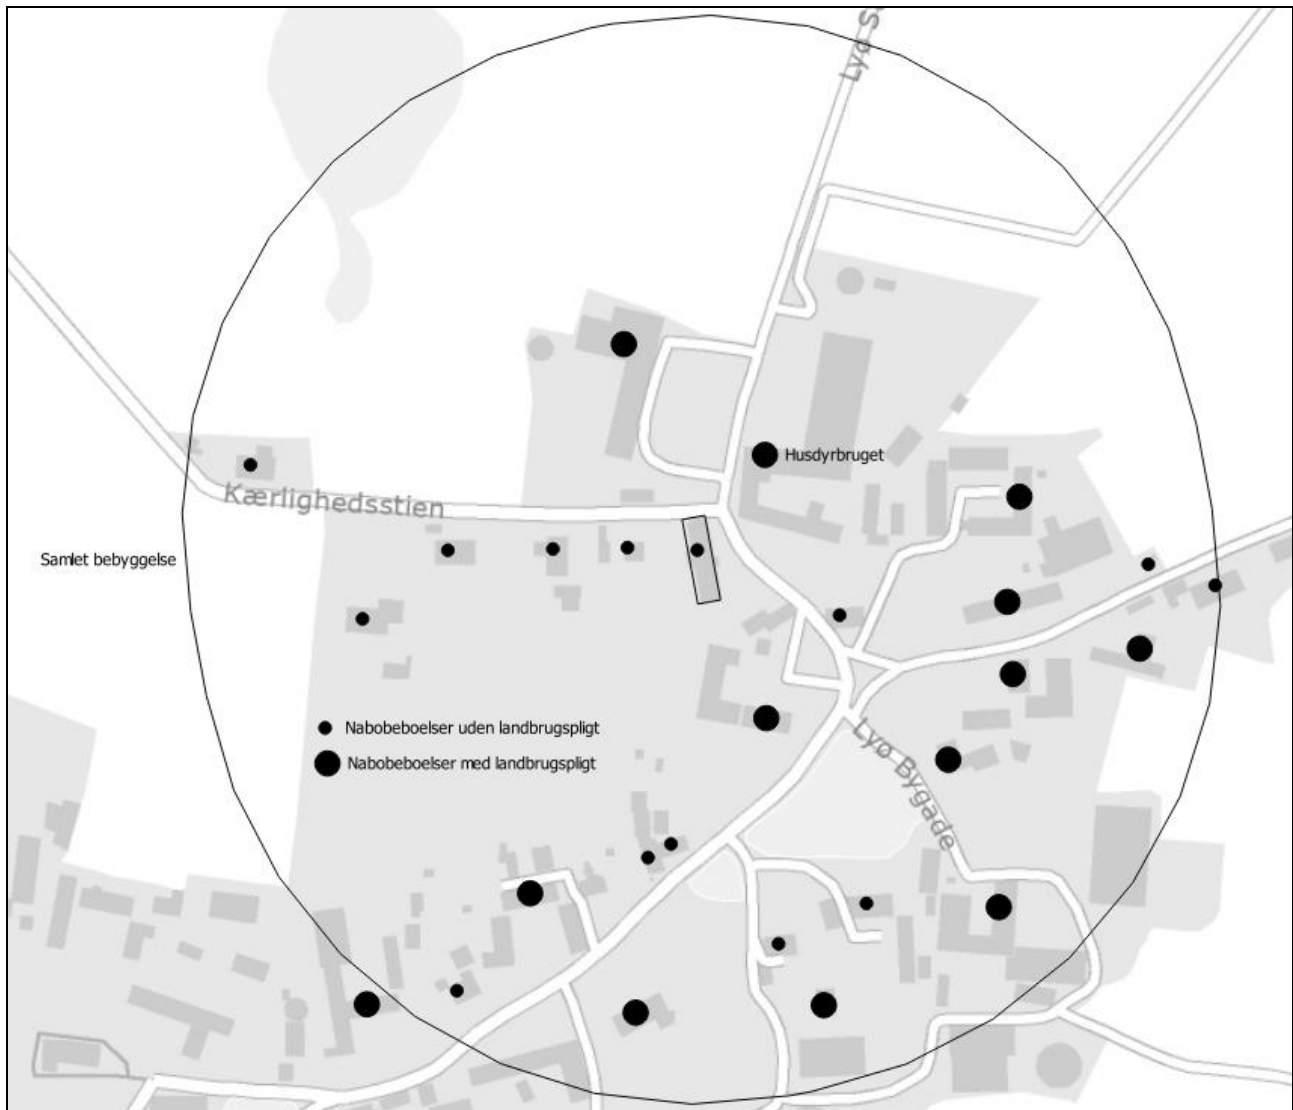 Lyø
Husdyrbruget
Kærlighedsstien
Samlet bebyggelse
Nabobeboelser uden landbrugspligt
Nabobeboelser med landbrugspligt
Lyø Bygade